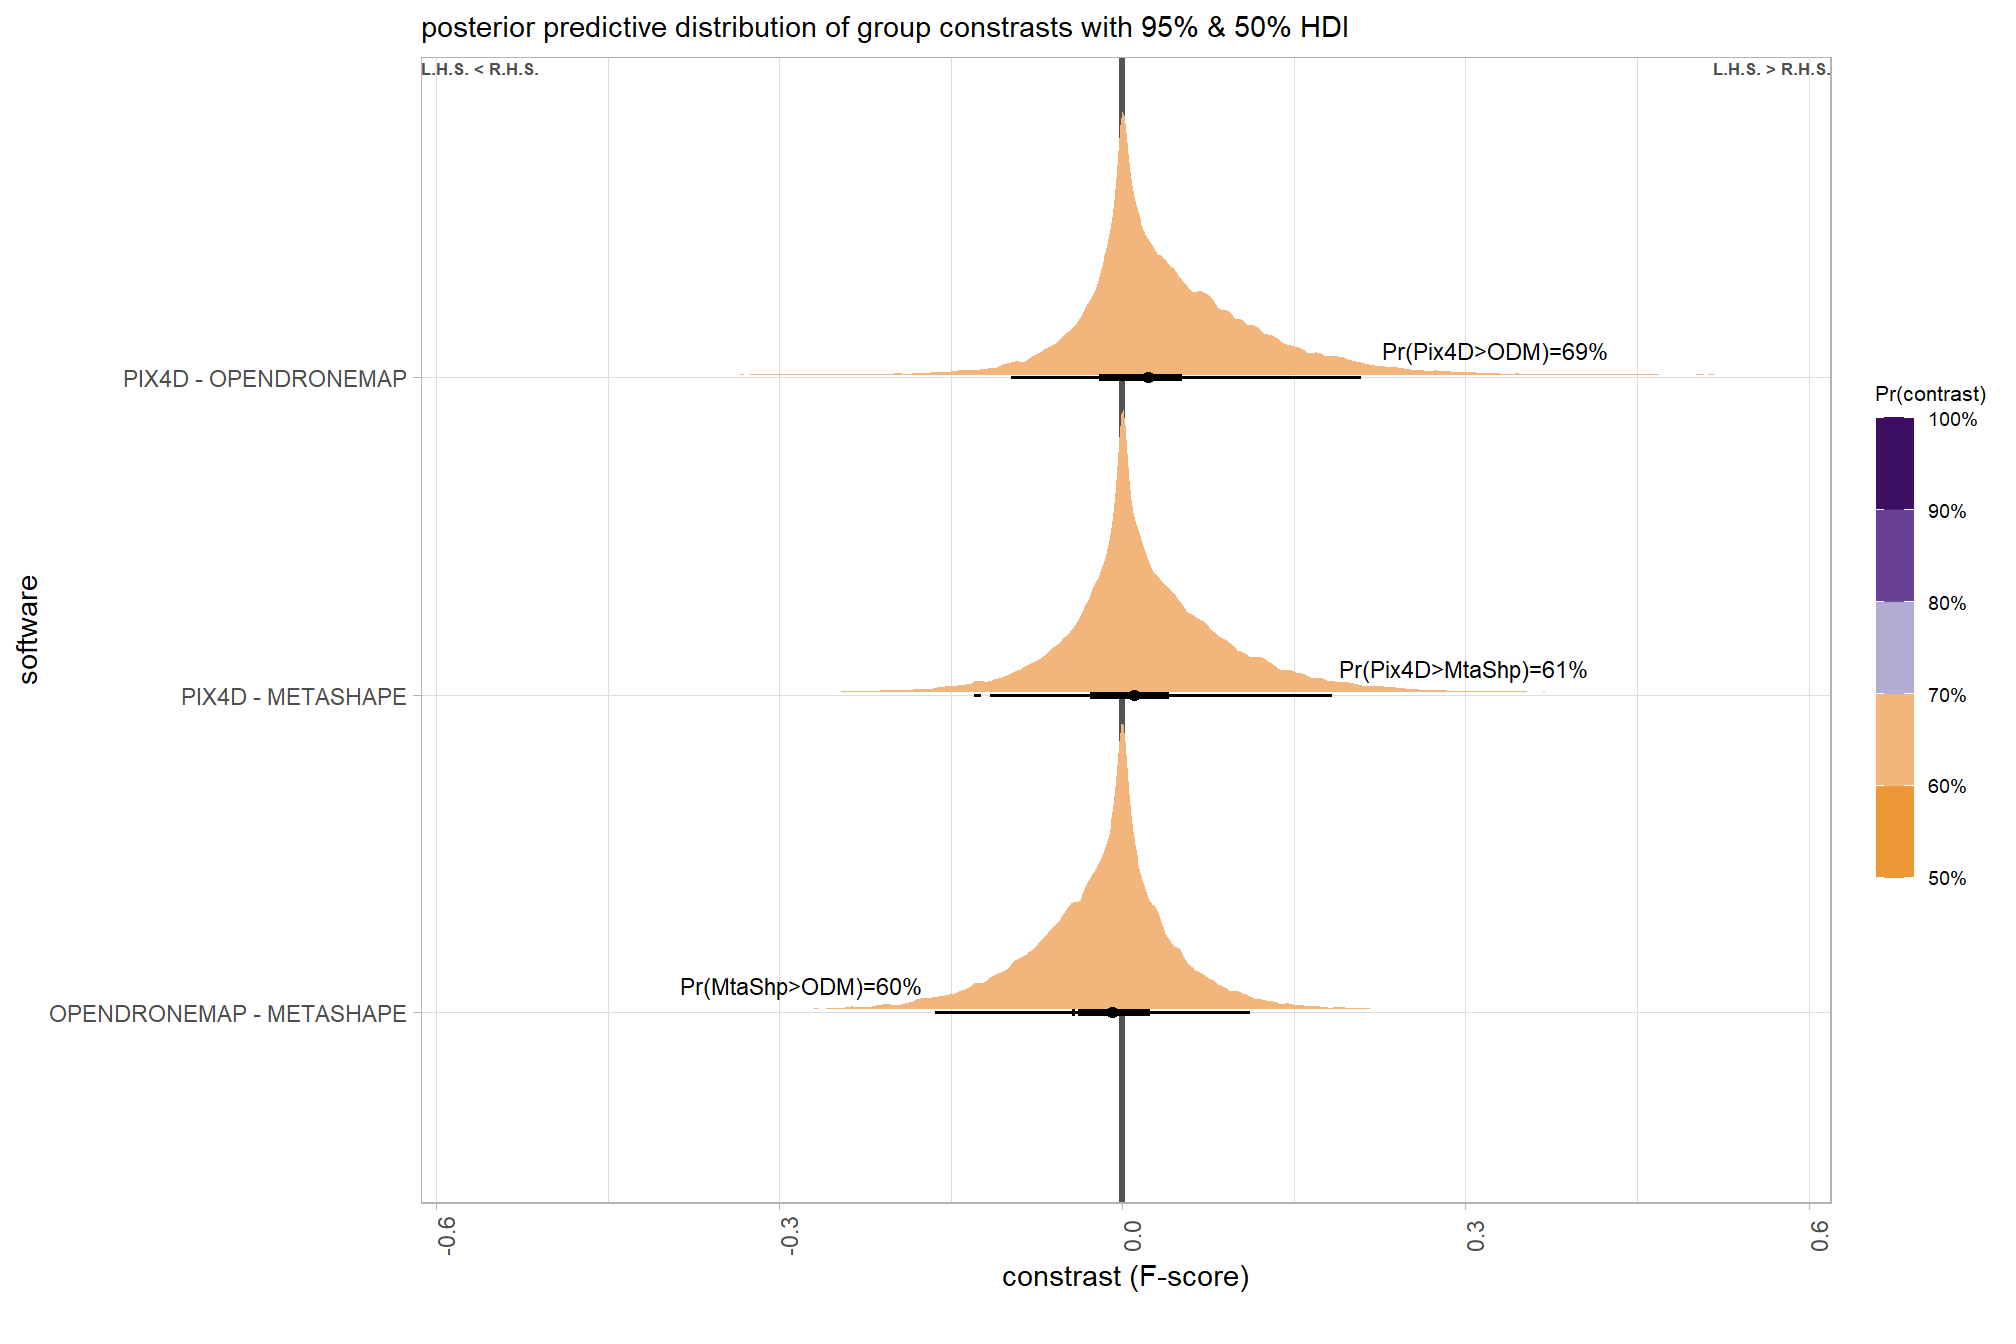 posterior predictive distribution of group constrasts with 95% & 50% HDI
L.H.S. < R.H.S.
L.H.S. > R.H.S.
Pr(Pix4D>ODM)=69%
PIX4D - OPENDRONEMAP
Pr(Pix4D>MtaShp)=61%
PIX4D - METASHAPE
Pr(MtaShp>ODM)=60%
OPENDRONEMAP - METASHAPE
software
-0.6
-0.3
0.0
0.3
0.6
constrast (F-score)
Pr(contrast)
100%
90%
80%
70%
60%
50%